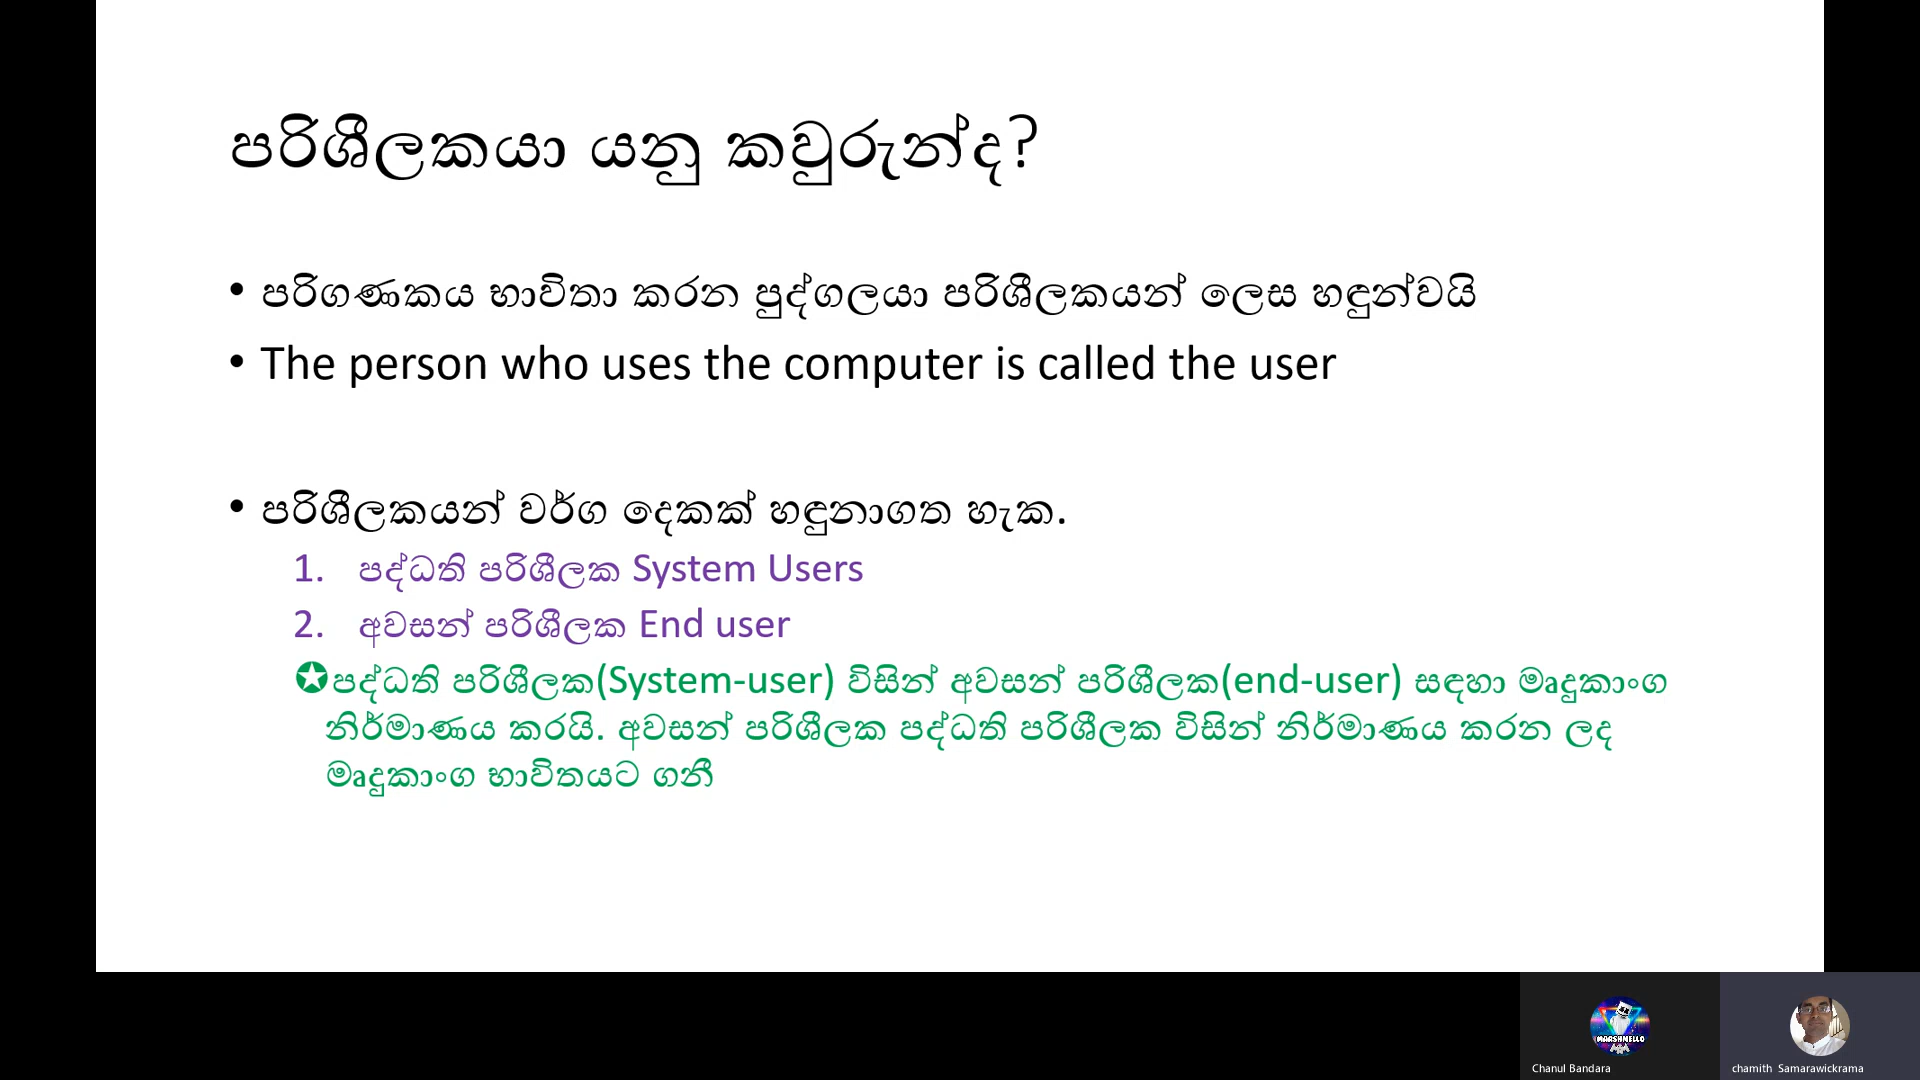 පරිශීලකයා යනු කවුරුන්ද?
• පරිගණකය භාවිතා කරන පුද්ගලයා පරිශීලකයන් ලෙස හඳුන්වයි
• The person who uses the computer is called the user
• පරිශීලකයන් වර්ග දෙකක් හඳුනාගත හැක.
1. පද්ධති පරිශීලක System Users
2. අවසන් පරිශීලක End user
✪පද්ධති පරිශීලක(System-user) විසින් අවසන් පරිශීලක(end-user) සඳහා මෘදුකාංග
නිර්මාණය කරයි. අවසන් පරිශීලක පද්ධති පරිශීලක විසින් නිර්මාණය කරන ලද
මෘදුකාංග භාවිතයට ගනී
MARSHMELLO
Chanul Bandara
chamith Samarawickrama